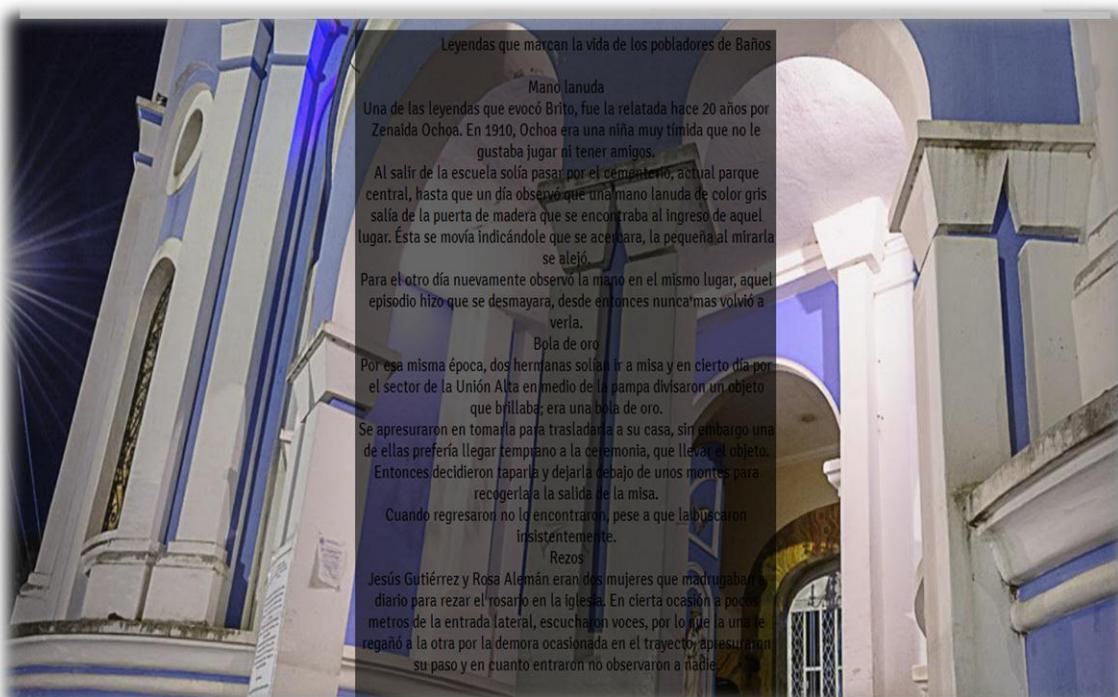 Leyendas que marcan la vida de los pobladores de Baños
.
Mano lanuda
Una de las leyendas que evocó Brito, fue la relatada hace 20 años por
Zenaida Ochoa. En 1910, Ochoa era una niña muy tímida que no le
gustaba jugar ni tener amigos.
Al salir de la escuela solía pasar por el cementerio, actual parque
central, hasta que un día observó que una mano lanuda de color gris
salía de la puerta de madera que se encontraba al ingreso de aquel
lugar. Ésta se movía indicándole que se acercara, la pequeña al mirarla
se alejó.
Para el otro día nuevamente observó la mano en el mismo lugar, aquel
episodio hizo que se desmayara, desde entonces nunca mas volvió a
verla.
Bola de oro
Por esa misma época, dos hermanas solían ir a misa y en cierto día por
el sector de la Unión Alta en medio de la pampa divisaron un objeto
que brillaba; era una bola de oro.
Se apresuraron en tomarla para trasladarla a su casa, sin embargo una
de ellas prefería llegar temprano a la ceremonia, que llevar el objeto.
Entonces decidieron taparla y dejarla debajo de unos montes para
recogerla a la salida de la misa.
Cuando regresaron no lo encontraron, pese a que la buscaron
insistentemente.
Rezos
Jesús Gutiérrez y Rosa Alemán eran dos mujeres que madrugaban a
diario para rezar el rosario en la iglesia. En cierta ocasión a pocos
metros de la entrada lateral, escucharon voces, por lo que la una le
regañó a la otra por la demora ocasionada en el trayecto, apresuraron
su paso y en cuanto entraron no observaron a nadie.